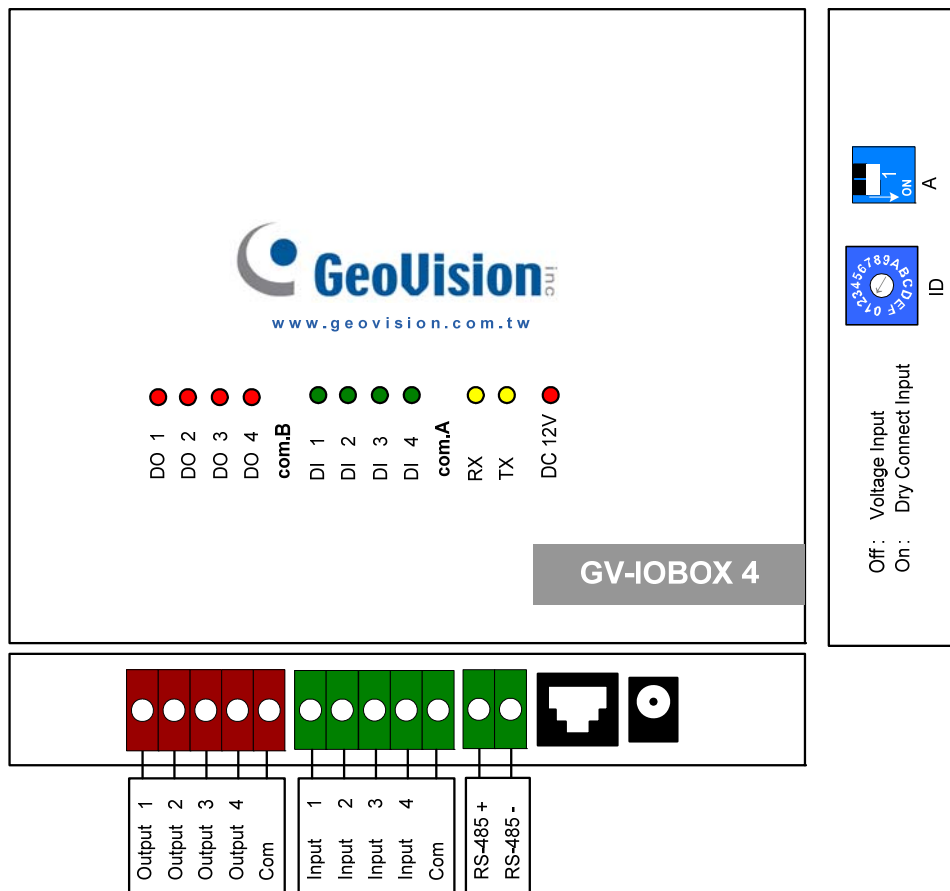 GeoVision inc
www.geovision.com.tw
DO 1
DO 2
DO 3
DO 4
com.B
DI 1
DI 2
DI 3
DI 4
com.A
RX
TX
DC 12V
GV-IOBOX 4
1
ON
A
0123456789ABCDEF
ID
Off : Voltage Input
On : Dry Connect Input
Output 1
Output 2
Output 3
Output 4
Com
Input 1
Input 2
Input 3
Input 4
Com
RS-485 +
RS-485 -